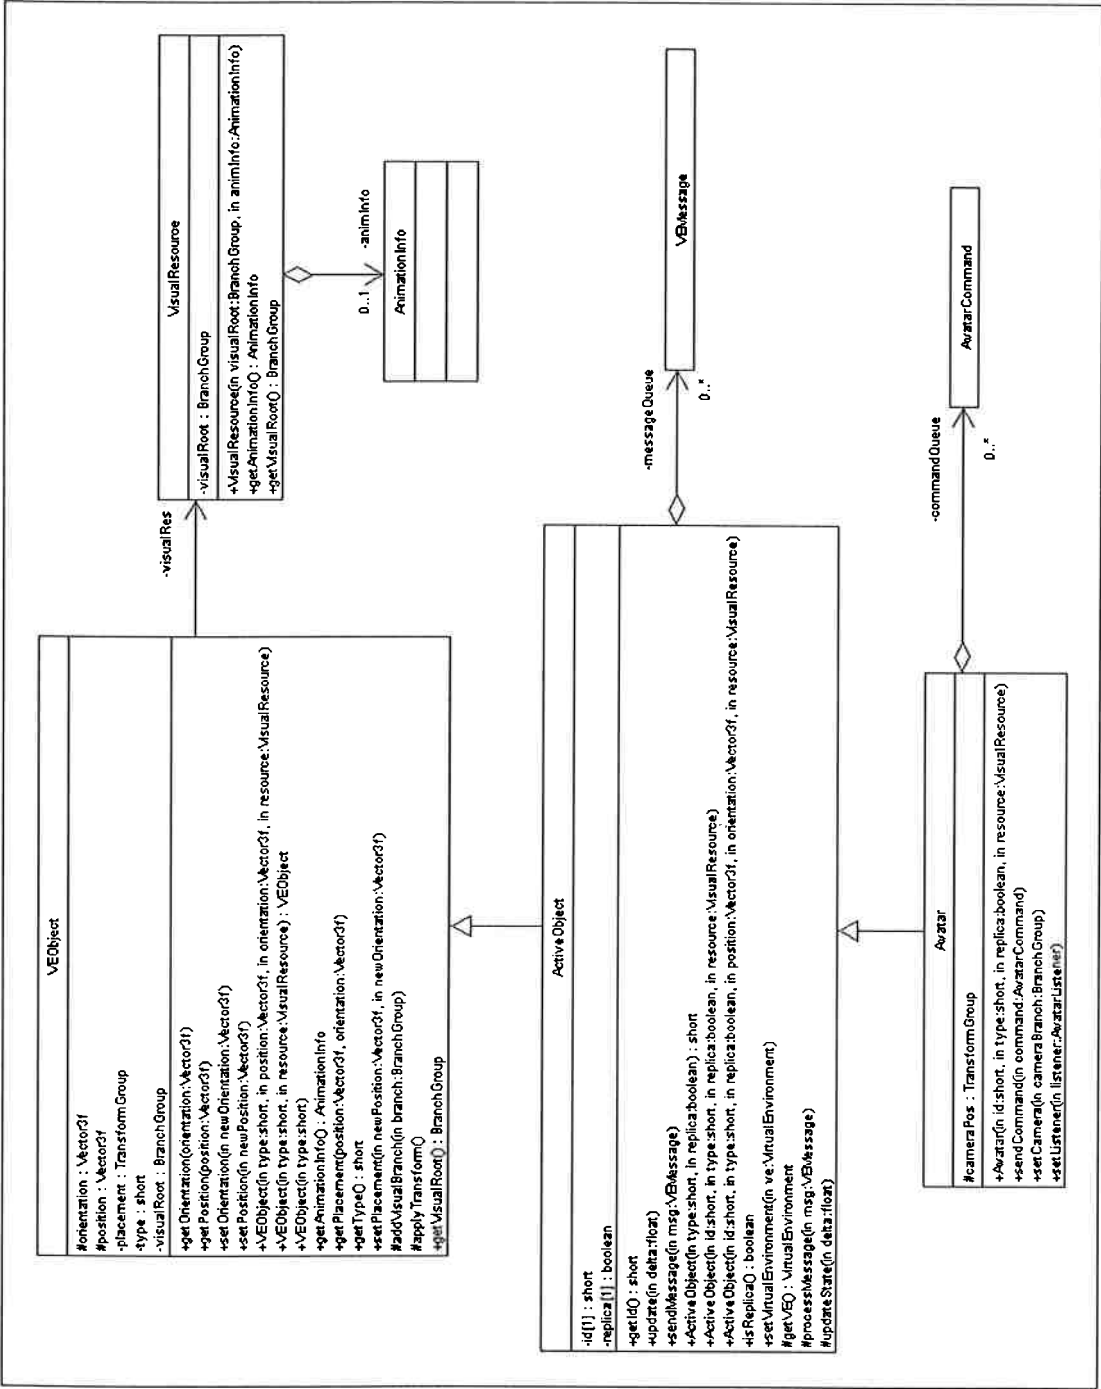 VEObject
#orientation : Vector3f
#position : Vector3f
-placement : TransformGroup
-type : short
-visualRoot : BranchGroup
+getOrientation(orientation:Vector3f)
+getPosition(position:Vector3f)
+setOrientation(in newOrientation:Vector3f)
+setPosition(in newPosition:Vector3f)
+VEObject(in type:short, in position:Vector3f, in orientation:Vector3f, in resource:VisualResource)
+VEObject(in type:short, in resource:VisualResource) : VEObject
+VEObject(in type:short)
+getAnimationInfo() : AnimationInfo
+getPlacement(position:Vector3f, orientation:Vector3f)
+getType() : short
+setPlacement(in newPosition:Vector3f, in newOrientation:Vector3f)
#addVisualBranch(in branch:BranchGroup)
#applyTransform()
+getVisualRoot() : BranchGroup
-visualRes
VisualResource
-visualRoot : BranchGroup
+VisualResource(in visualRoot:BranchGroup, in animInfo:AnimationInfo)
+getAnimationInfo() : AnimationInfo
+getVisualRoot() : BranchGroup
0..1
-animInfo
AnimationInfo
ActiveObject
-id[1] : short
-replica[1] : boolean
+getId() : short
+update(in delta:float)
+sendMessage(in msg:VEMessage)
+ActiveObject(in type:short, in replica:boolean) : short
+ActiveObject(in id:short, in type:short, in replica:boolean, in resource:VisualResource)
+ActiveObject(in id:short, in type:short, in replica:boolean, in position:Vector3f, in orientation:Vector3f, in resource:VisualResource)
+isReplica() : boolean
+setVirtualEnvironment(in ve:VirtualEnvironment)
#getVE() : VirtualEnvironment
#processMessage(in msg:VEMessage)
#updateState(in delta:float)
-messageQueue
0..*
VEMessage
Avatar
#cameraPos : TransformGroup
+Avatar(in id:short, in type:short, in replica:boolean, in resource:VisualResource)
+sendCommand(in command:AvatarCommand)
+setCamera(in cameraBranch:BranchGroup)
+setListener(in listener:AvatarListener)
-commandQueue
0..*
AvatarCommand